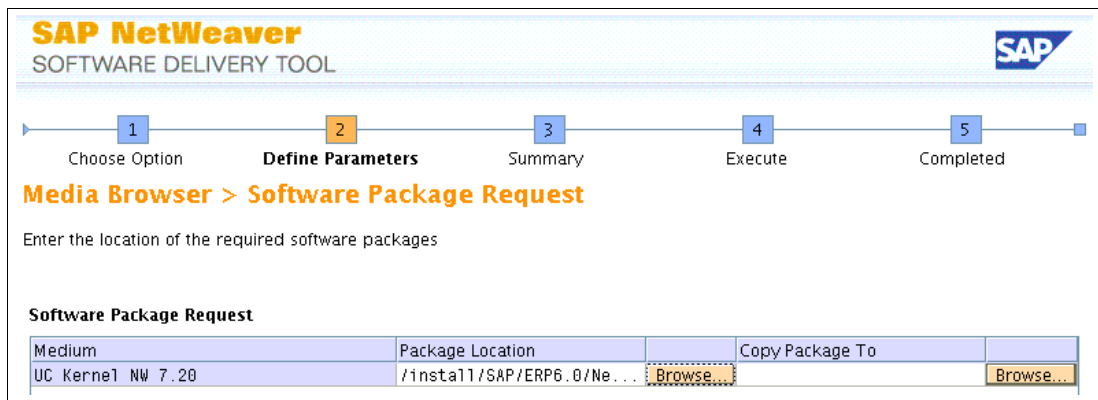 SAP NetWeaver
SOFTWARE DELIVERY TOOL
SAP
1 2 3 4 5
Choose Option Define Parameters Summary Execute Completed
Media Browser > Software Package Request
Enter the location of the required software packages
Software Package Request
Medium Package Location Copy Package To
UC Kernel NW 7.20 /install/SAP/ERP6.0/Ne... Browse... Browse...